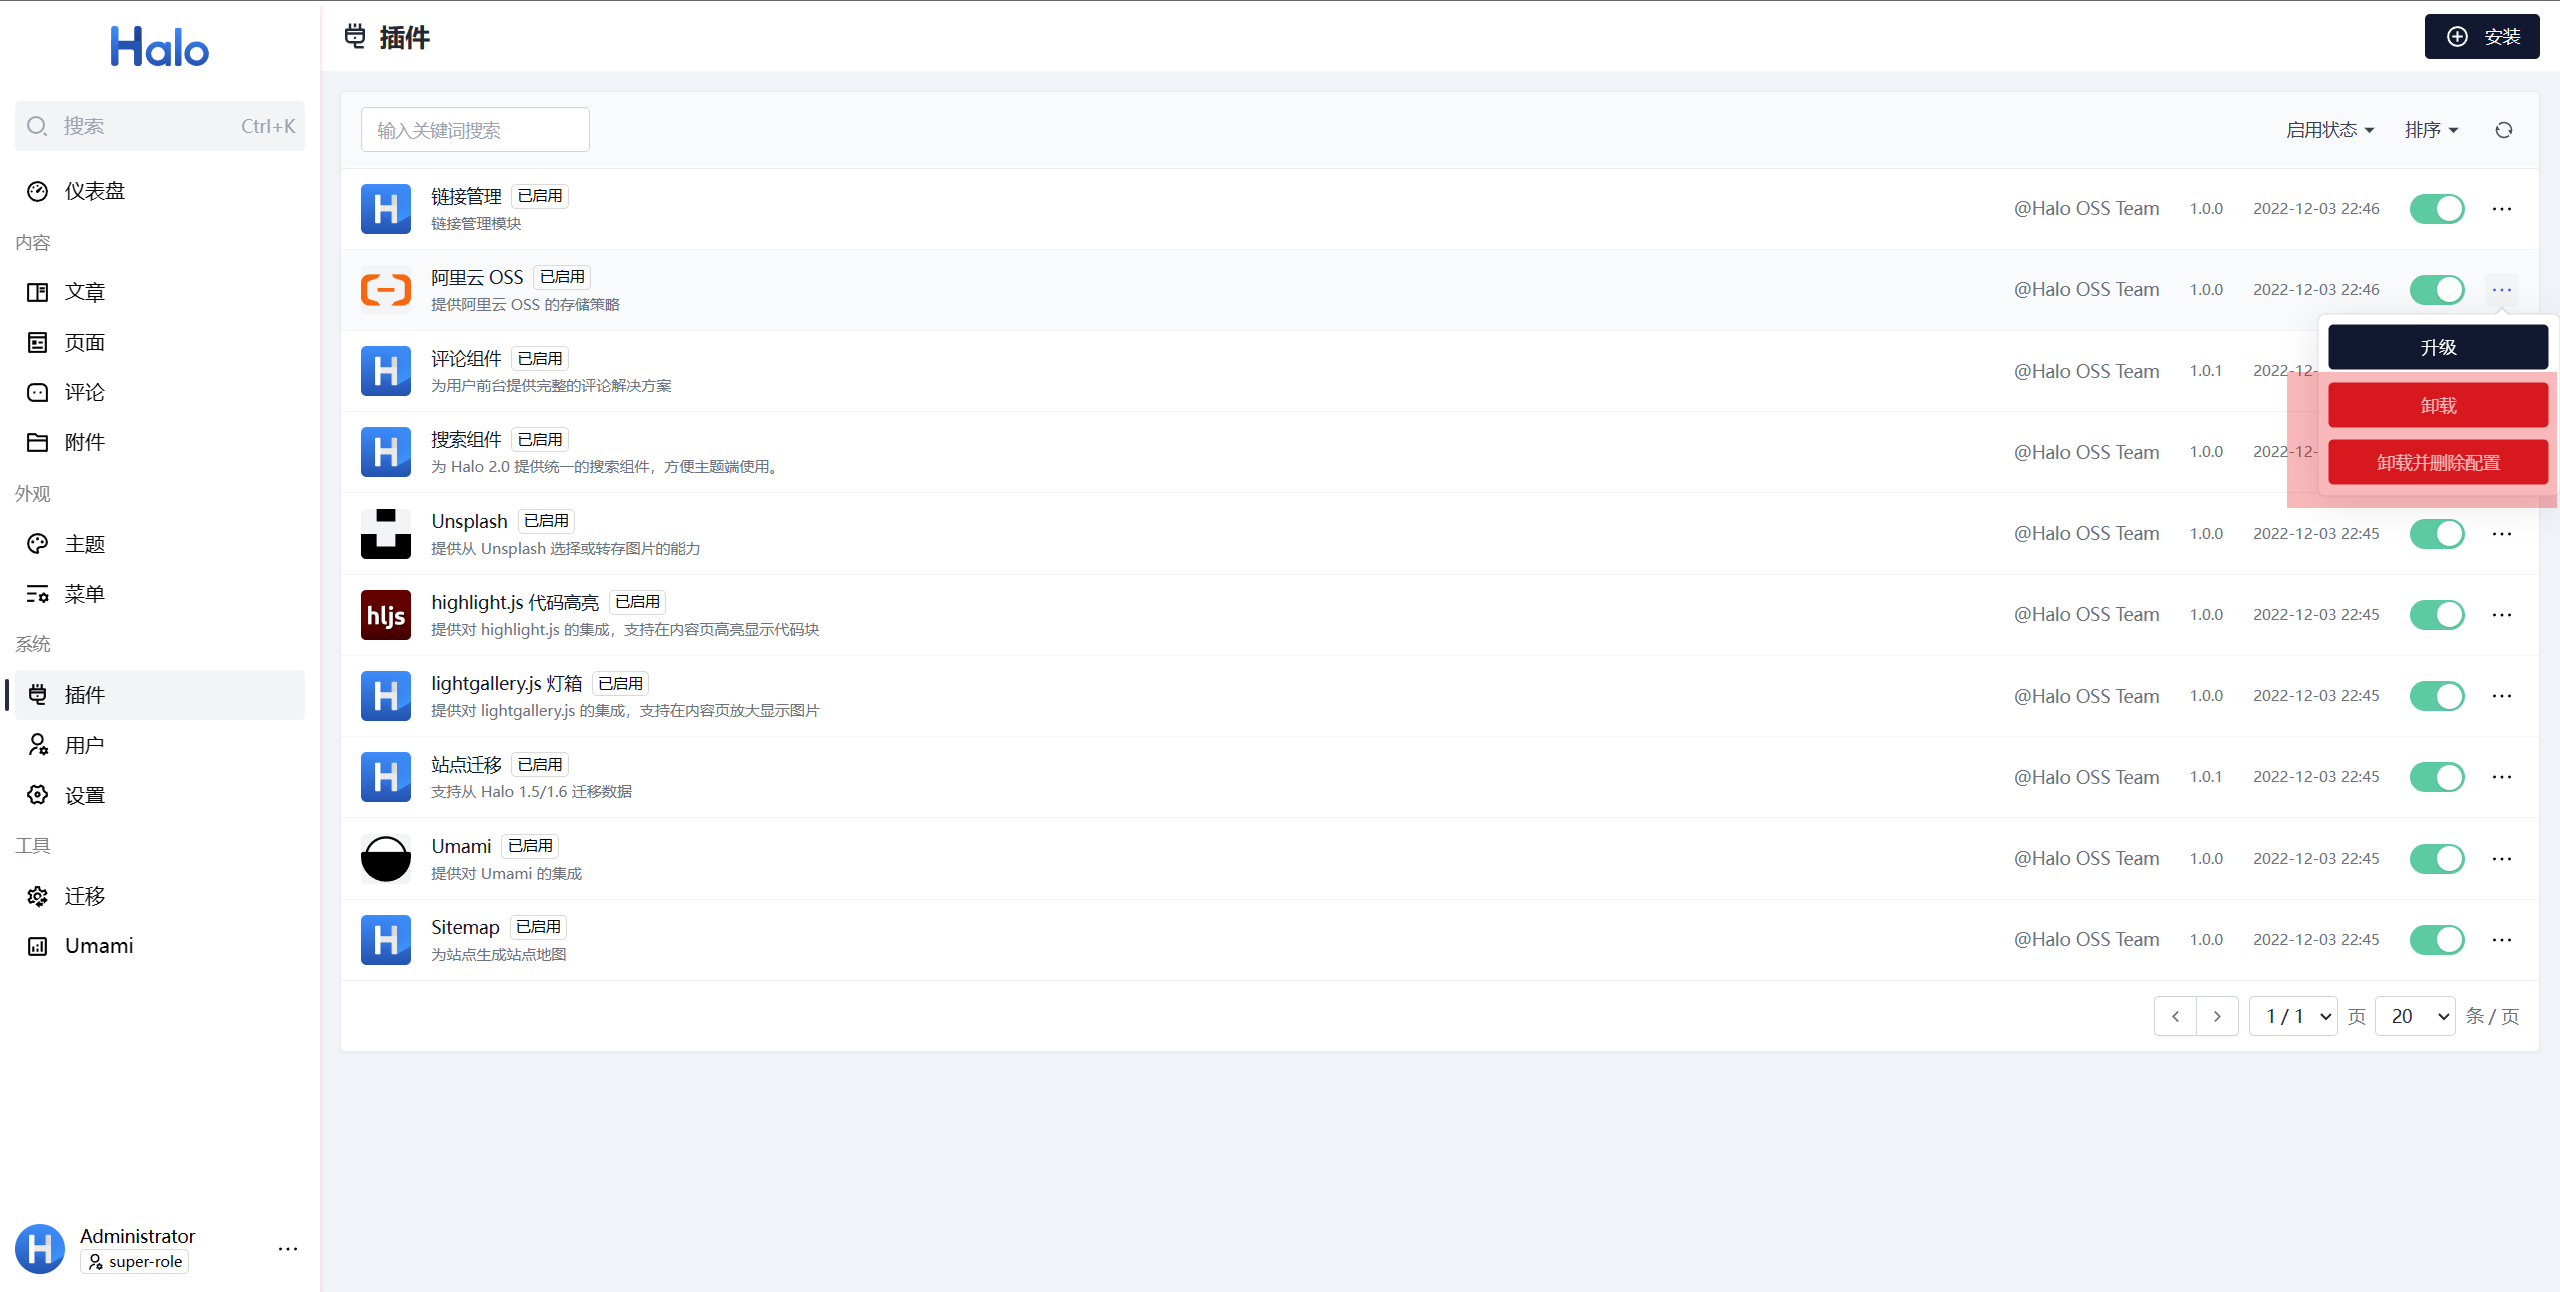 Halo
搜索 Ctrl+K
仪表盘
内容
文章
页面
评论
附件
外观
主题
菜单
系统
插件
用户
设置
工具
迁移
Umami
Administrator
super-role
插件
安装
输入关键词搜索
启用状态 排序
链接管理 已启用
链接管理模块
@Halo OSS Team 1.0.0 2022-12-03 22:46
阿里云 OSS 已启用
提供阿里云 OSS 的存储策略
@Halo OSS Team 1.0.0 2022-12-03 22:46
升级
卸载
卸载并删除配置
评论组件 已启用
为用户前台提供完整的评论解决方案
@Halo OSS Team 1.0.1 2022-12-
搜索组件 已启用
为 Halo 2.0 提供统一的搜索组件，方便主题端使用。
@Halo OSS Team 1.0.0 2022-12-
Unsplash 已启用
提供从 Unsplash 选择或转存图片的能力
@Halo OSS Team 1.0.0 2022-12-03 22:45
hljs
highlight.js 代码高亮 已启用
提供对 highlight.js 的集成，支持在内容页高亮显示代码块
@Halo OSS Team 1.0.0 2022-12-03 22:45
lightgallery.js 灯箱 已启用
提供对 lightgallery.js 的集成，支持在内容页放大显示图片
@Halo OSS Team 1.0.0 2022-12-03 22:45
站点迁移 已启用
支持从 Halo 1.5/1.6 迁移数据
@Halo OSS Team 1.0.1 2022-12-03 22:45
Umami 已启用
提供对 Umami 的集成
@Halo OSS Team 1.0.0 2022-12-03 22:45
Sitemap 已启用
为站点生成站点地图
@Halo OSS Team 1.0.0 2022-12-03 22:45
1 / 1 页 20 条 / 页